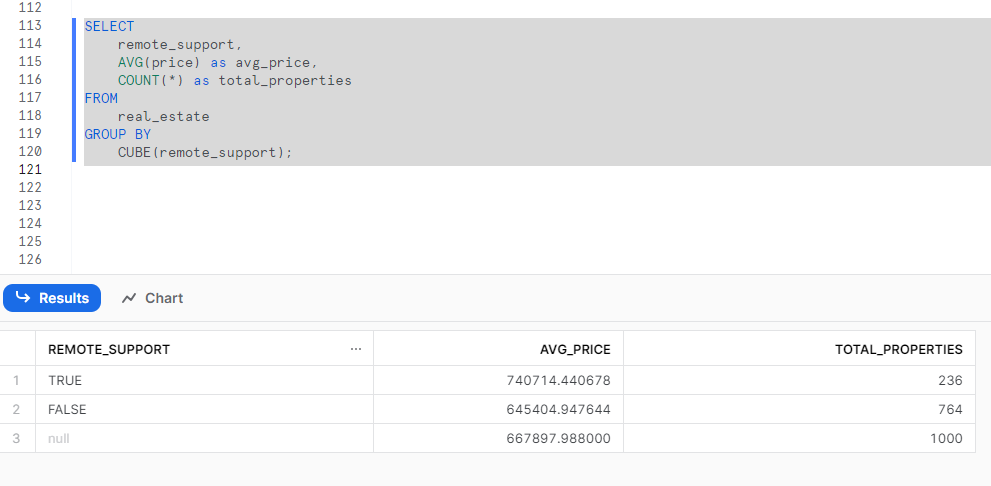 112
113 SELECT
114 remote_support,
115 AVG(price) as avg_price,
116 COUNT(*) as total_properties
117 FROM
118 real_estate
119 GROUP BY
120 CUBE(remote_support);
121
122
123
124
125
126
Results Chart
REMOTE_SUPPORT ... AVG_PRICE TOTAL_PROPERTIES
1 TRUE 740714.440678 236
2 FALSE 645404.947644 764
3 null 667897.988000 1000